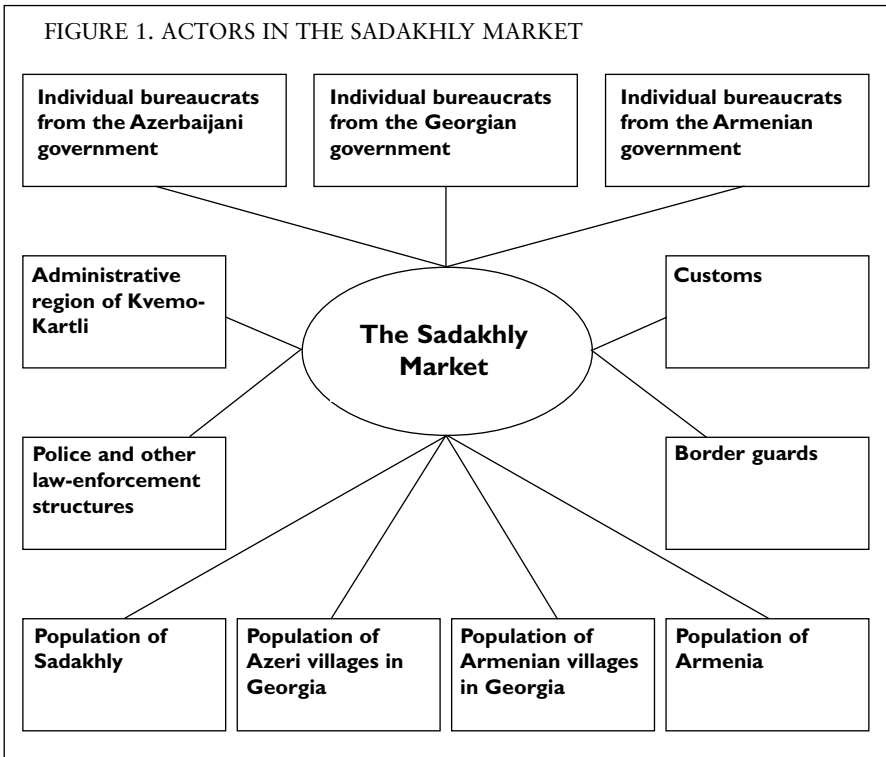 FIGURE 1. ACTORS IN THE SADAKHLY MARKET
Individual bureaucrats
from the Azerbaijani
government
Individual bureaucrats
from the Georgian
government
Individual bureaucrats
from the Armenian
government
Administrative
region of Kvemo-
Kartli
Customs
The Sadakhly
Market
Police and other
law-enforcement
structures
Border guards
Population of
Sadakhly
Population of
Azeri villages in
Georgia
Population of
Armenian villages
in Georgia
Population of
Armenia